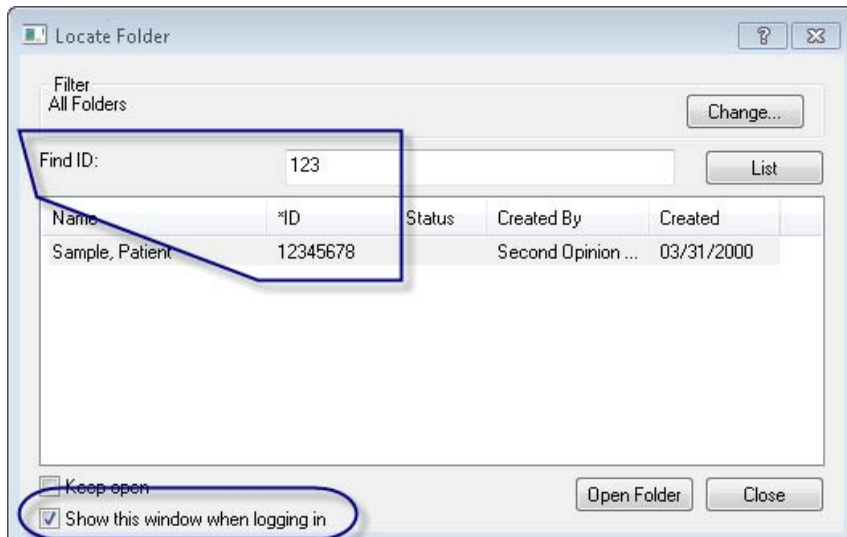 Locate Folder
Filter
All Folders
Change...
Find ID:
123
List
Name *ID Status Created By Created
Sample, Patient 12345678 Second Opinion ... 03/31/2000
Keep open
Open Folder
Close
Show this window when logging in